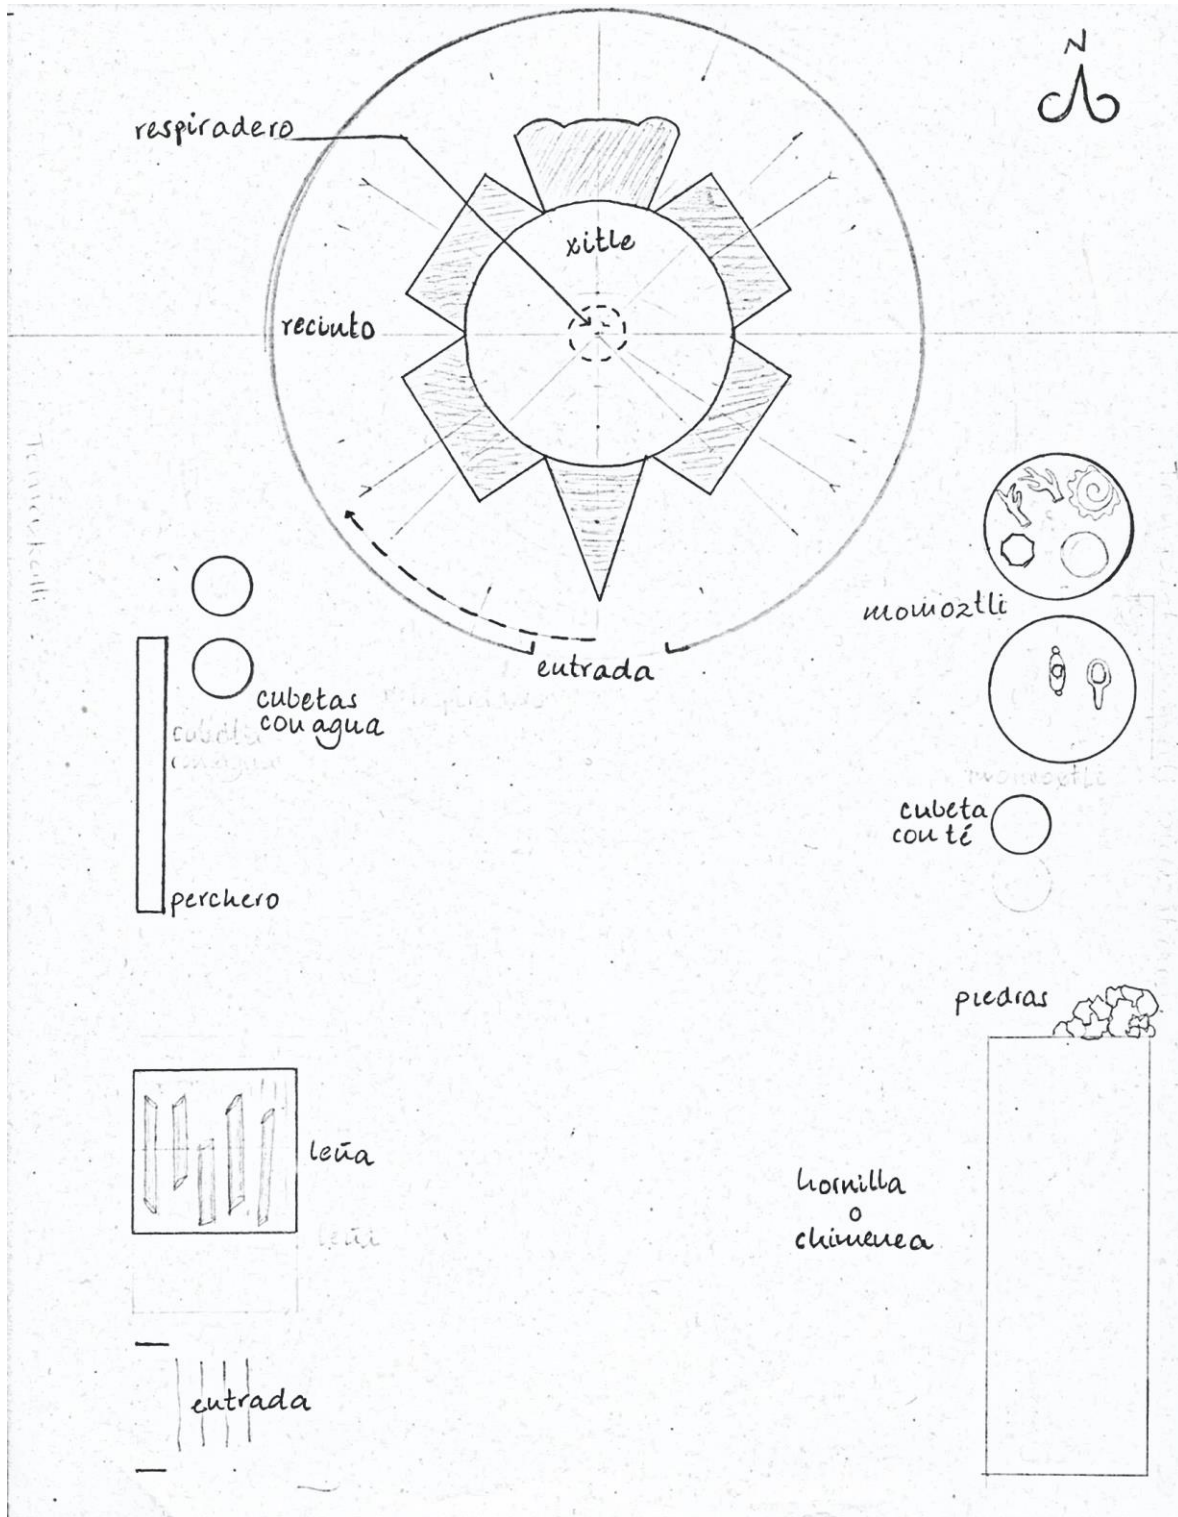 N
respiradero
xitle
recinto
momoztli
entrada
cubetas
con agua
cubeta
con té
perchero
piedras
leña
hornilla
o
chimenea
entrada